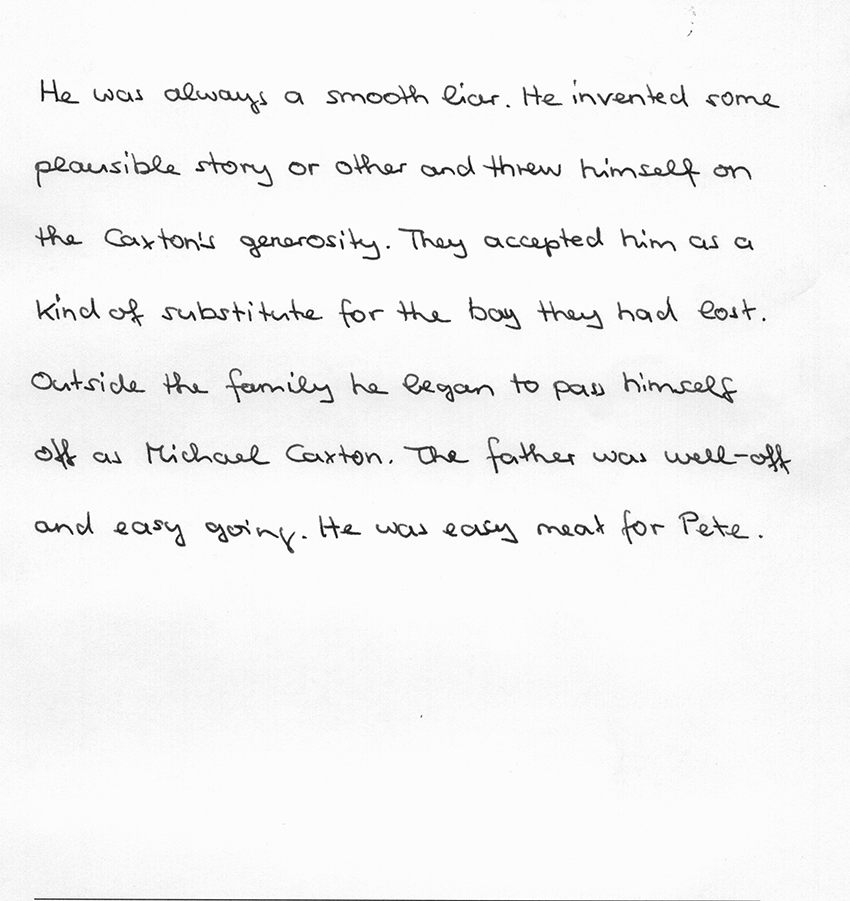 He was always a smooth liar. He invented some
plausible story or other and threw himself on
the Caxton's generosity. They accepted him as a
kind of substitute for the boy they had lost.
Outside the family he began to pass himself
off as Michael Caxton. The father was well-off
and easy going. He was easy meat for Pete.